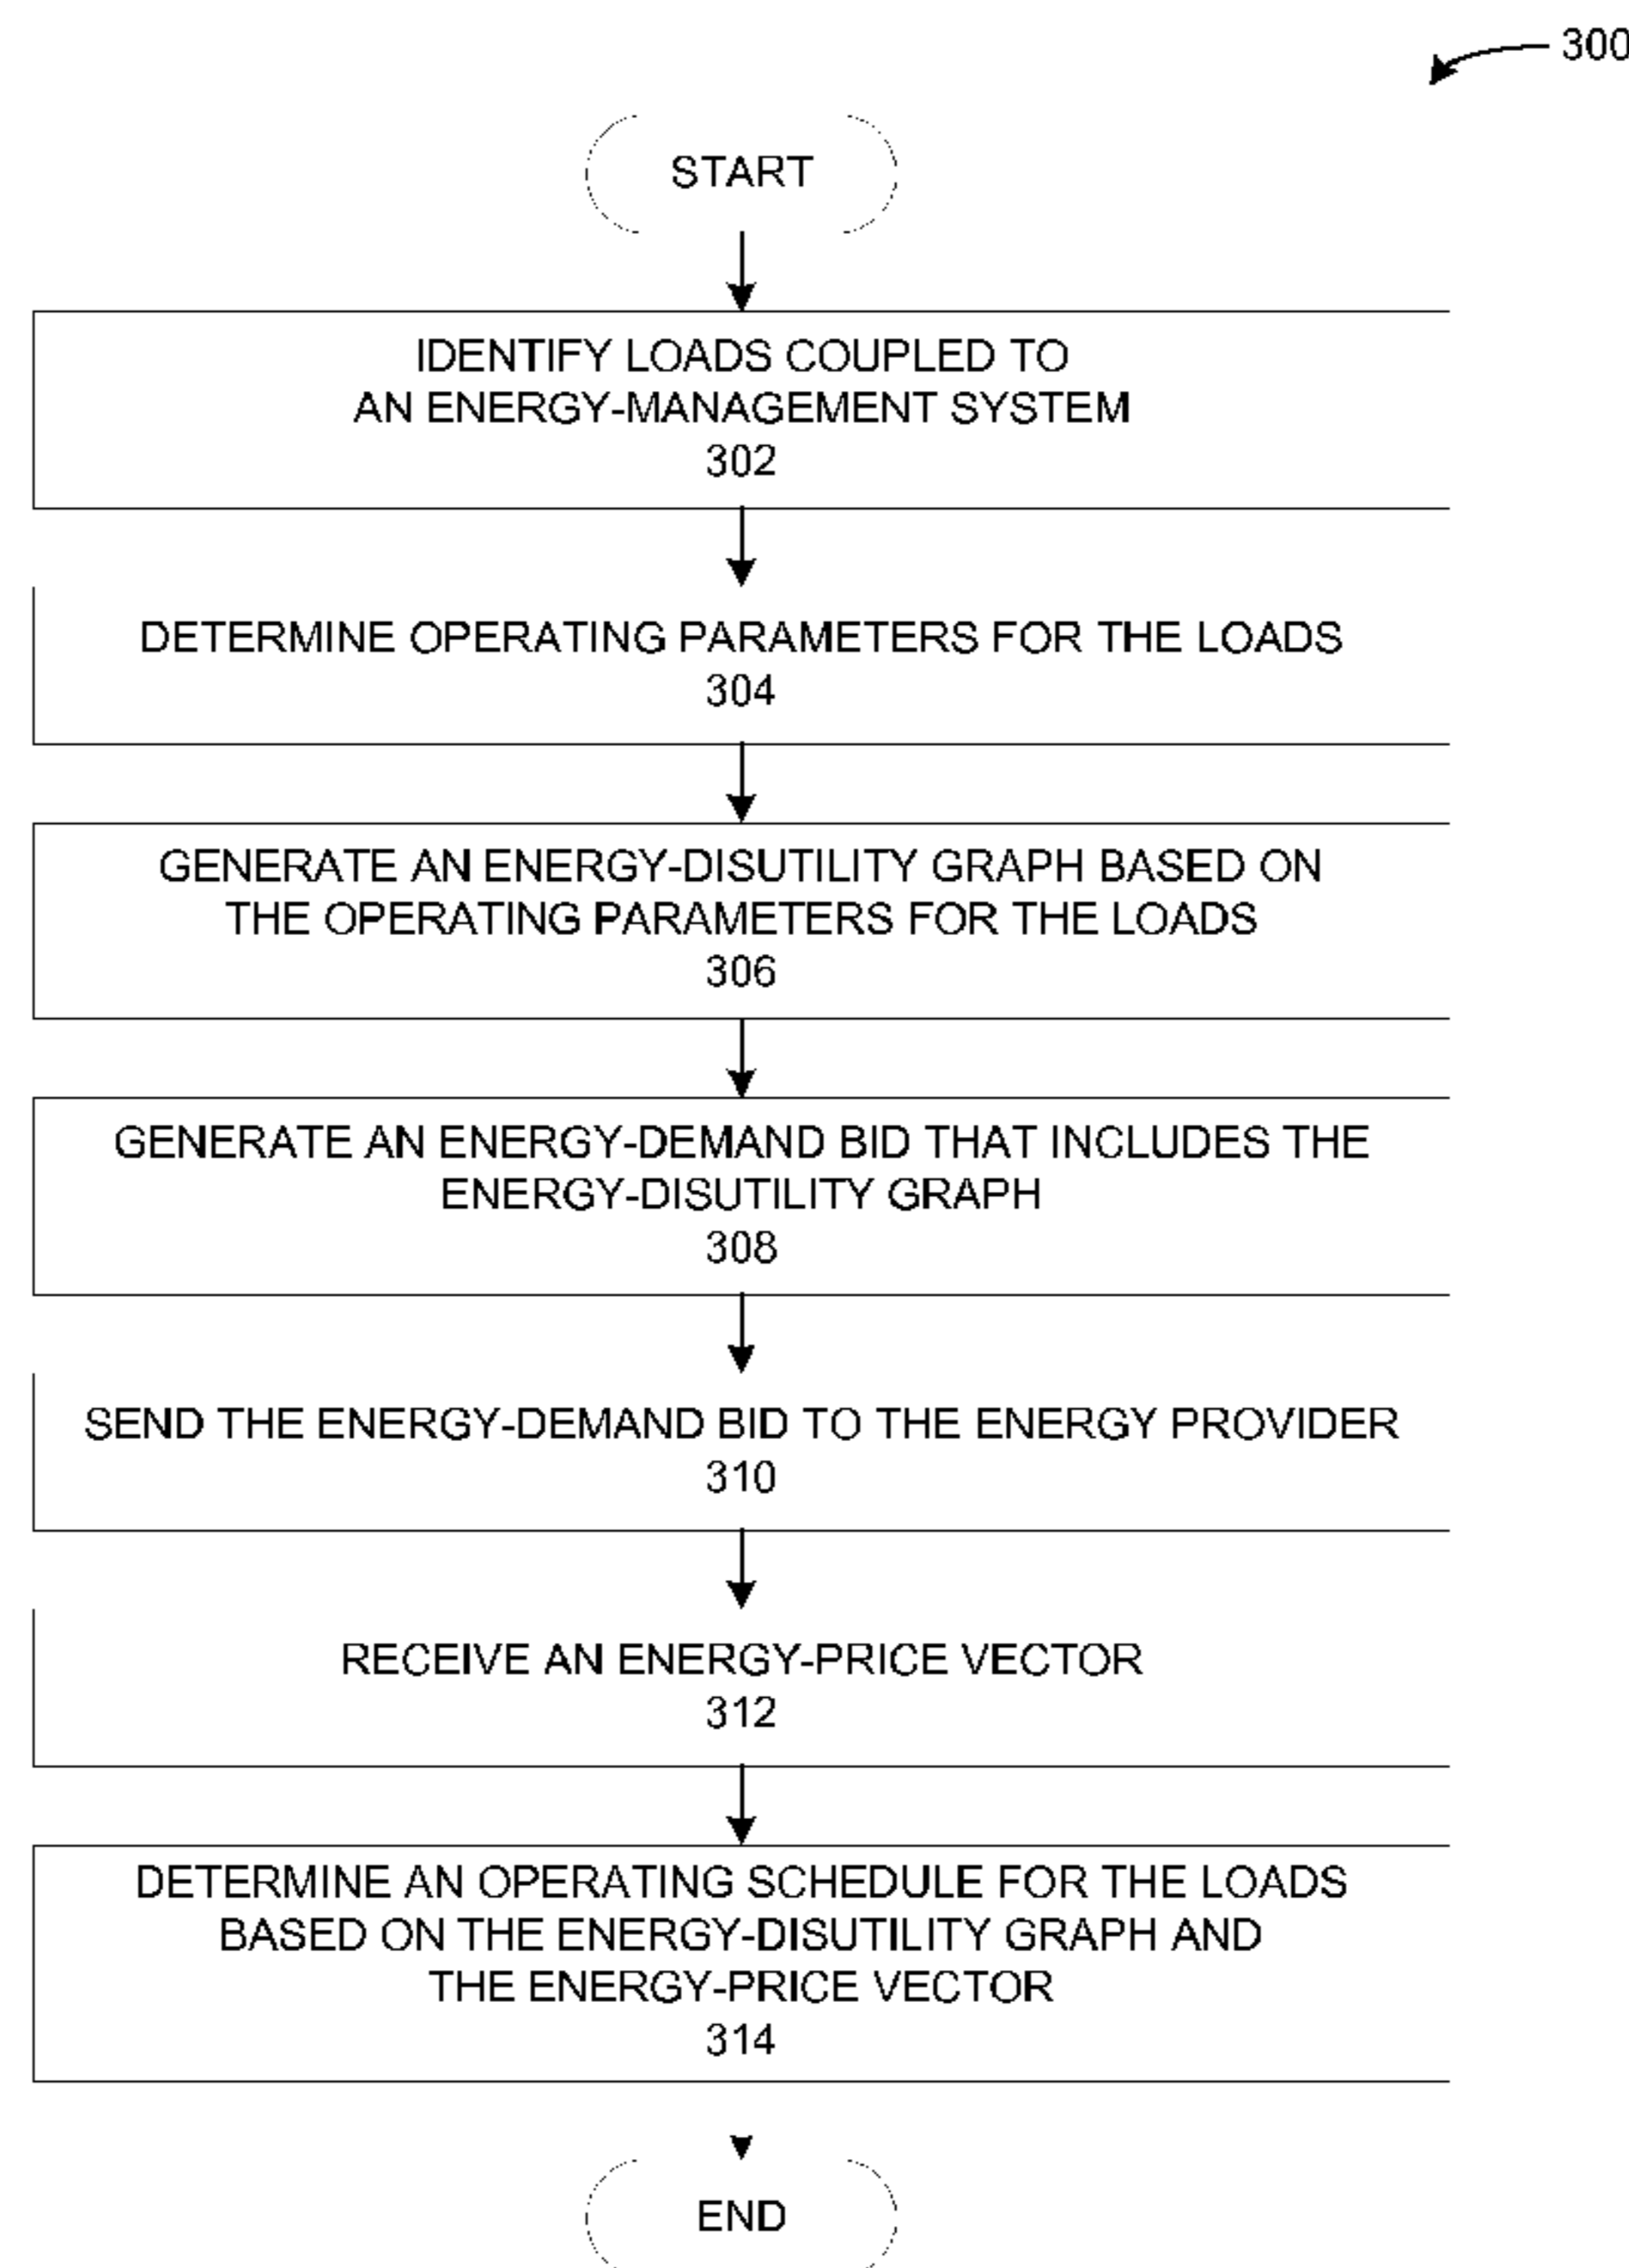 300
START
IDENTIFY LOADS COUPLED TO
AN ENERGY-MANAGEMENT SYSTEM
302
DETERMINE OPERATING PARAMETERS FOR THE LOADS
304
GENERATE AN ENERGY-DISUTILITY GRAPH BASED ON
THE OPERATING PARAMETERS FOR THE LOADS
306
GENERATE AN ENERGY-DEMAND BID THAT INCLUDES THE
ENERGY-DISUTILITY GRAPH
308
SEND THE ENERGY-DEMAND BID TO THE ENERGY PROVIDER
310
RECEIVE AN ENERGY-PRICE VECTOR
312
DETERMINE AN OPERATING SCHEDULE FOR THE LOADS
BASED ON THE ENERGY-DISUTILITY GRAPH AND
THE ENERGY-PRICE VECTOR
314
END